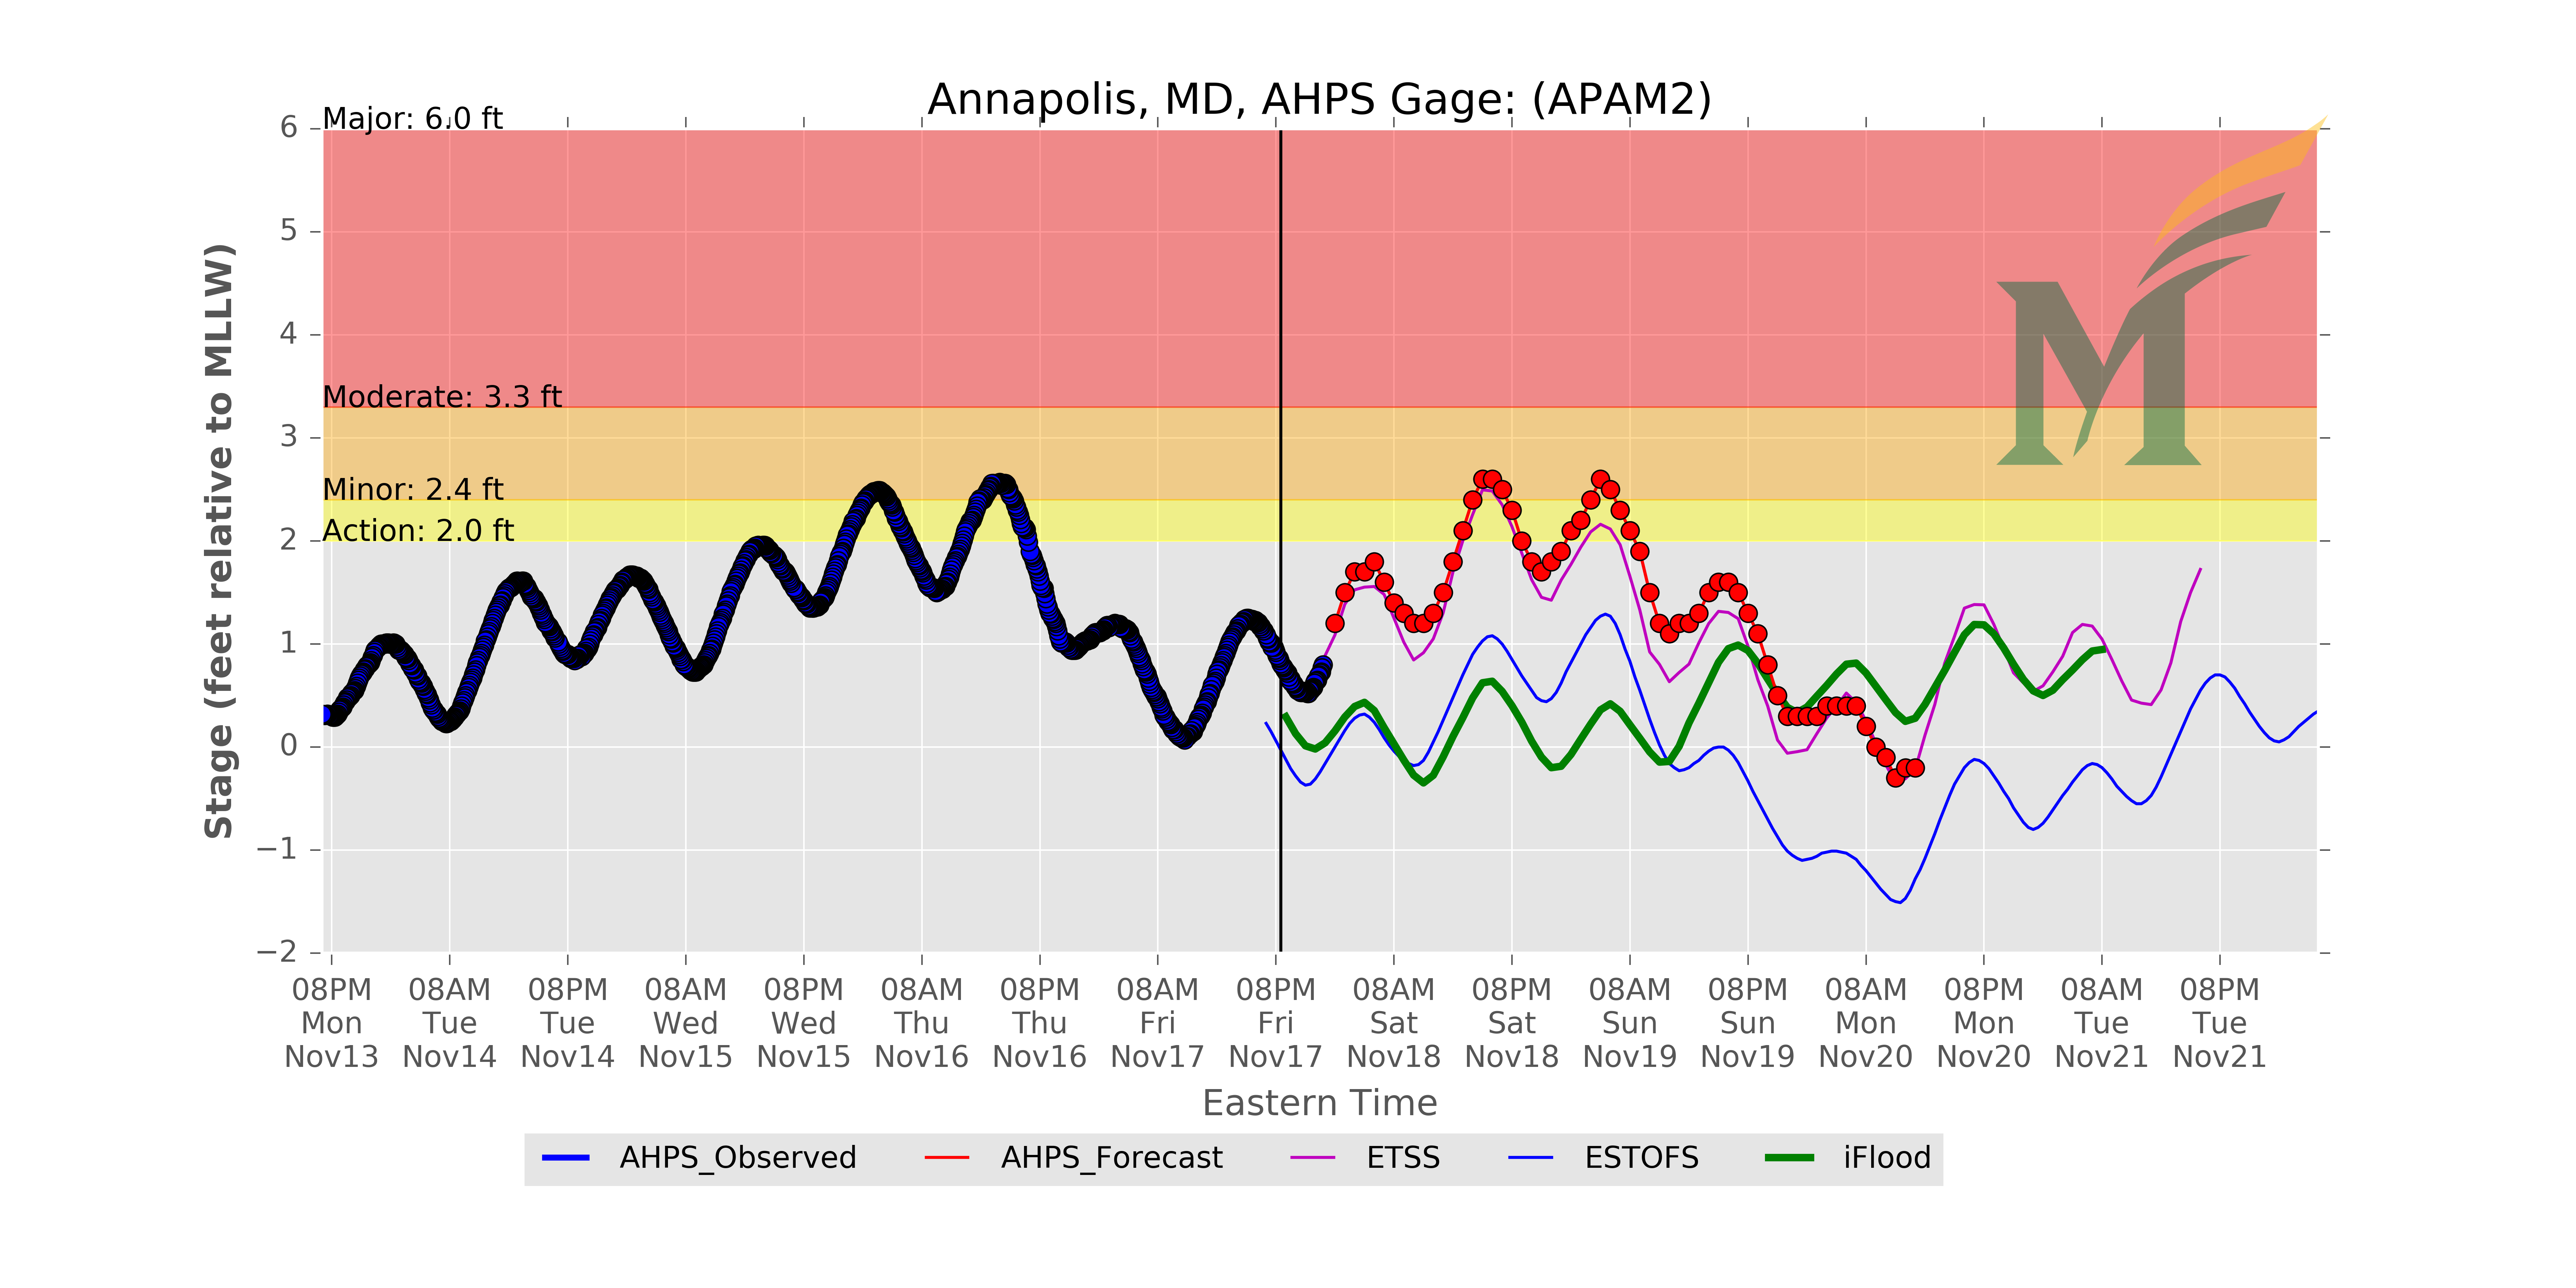 Annapolis, MD, AHPS Gage: (APAM2)
Major: 6.0 ft
Moderate: 3.3 ft
Minor: 2.4 ft
Action: 2.0 ft
Stage (feet relative to MLLW)
6
5
4
3
2
1
0
−1
−2
M
08PM 08AM 08PM 08AM 08PM 08AM 08PM 08AM 08PM 08AM 08PM 08AM 08PM 08AM 08PM 08AM 08PM
Mon Tue Tue Wed Wed Thu Thu Fri Fri Sat Sat Sun Sun Mon Mon Tue Tue
Nov13 Nov14 Nov14 Nov15 Nov15 Nov16 Nov16 Nov17 Nov17 Nov18 Nov18 Nov19 Nov19 Nov20 Nov20 Nov21 Nov21
Eastern Time
AHPS_Observed AHPS_Forecast ETSS ESTOFS iFlood